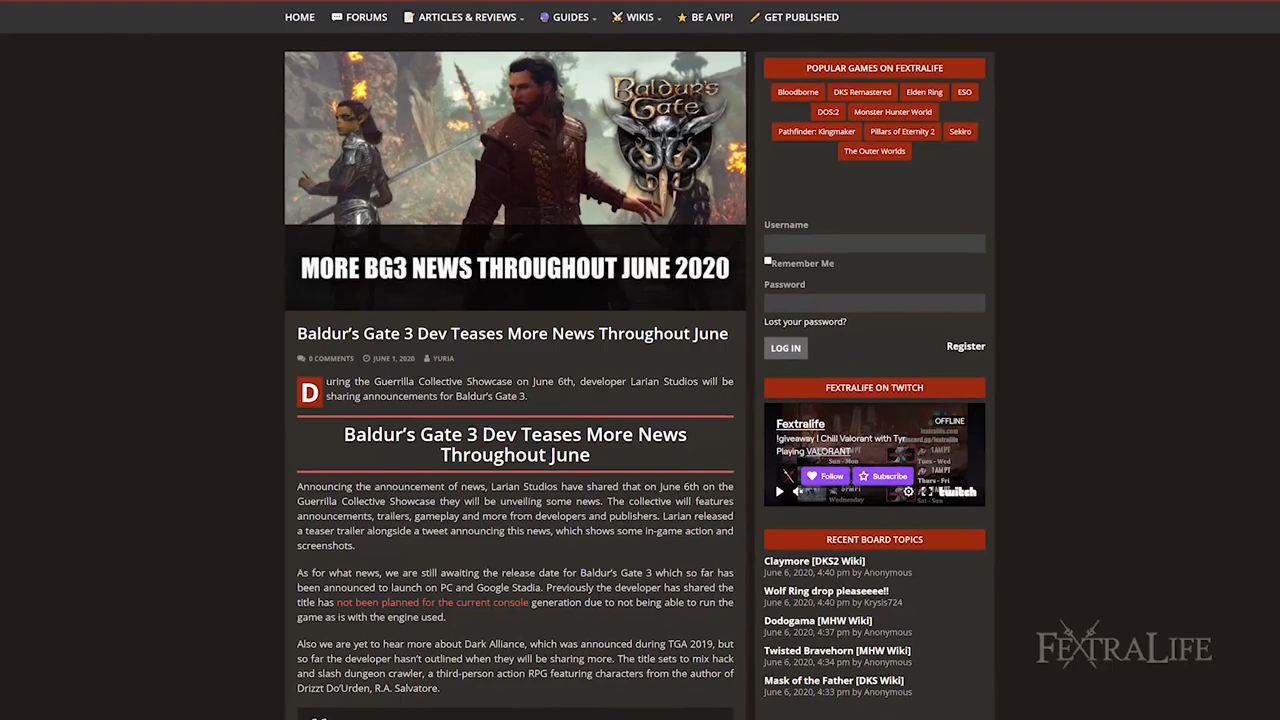 HOME FORUMS ARTICLES & REVIEWS GUIDES WIKIS BE A VIP! GET PUBLISHED
Baldur's
Gate
MORE BG3 NEWS THROUGHOUT JUNE 2020
Baldur's Gate 3 Dev Teases More News Throughout June
0 COMMENTS JUNE 1, 2020 YURIA
During the Guerrilla Collective Showcase on June 6th, developer Larian Studios will be
sharing announcements for Baldur's Gate 3.
Baldur's Gate 3 Dev Teases More News
Throughout June
Announcing the announcement of news, Larian Studios have shared that on June 6th on the
Guerrilla Collective Showcase they will be unveiling some news. The collective will features
announcements, trailers, gameplay and more from developers and publishers. Larian released
a teaser trailer alongside a tweet announcing this news, which shows some in-game action and
screenshots.
As for what news, we are still awaiting the release date for Baldur's Gate 3 which so far has
been announced to launch on PC and Google Stadia. Previously the developer has shared the
title has not been planned for the current console generation due to not being able to run the
game as is with the engine used.
Also we are yet to hear more about Dark Alliance, which was announced during TGA 2019, but
so far the developer hasn't outlined when they will be sharing more. The title sets to mix hack
and slash dungeon crawler, a third-person action RPG featuring characters from the author of
Drizzt Do'Urden, R.A. Salvatore.
POPULAR GAMES ON FEXTRALIFE
Bloodborne DKS Remastered Elden Ring ESO
DOS:2 Monster Hunter World
Pathfinder: Kingmaker Pillars of Eternity 2 Sekiro
The Outer Worlds
Username
Remember Me
Password
Lost your password?
LOG IN Register
FEXTRALIFE ON TWITCH
OFFLINE
Fextralife
!giveaway | Chill Valorant with Tyr
Playing VALORANT
Sun - Mon
Tues - Wed
1 AM PT
Thurs - Fri
Follow Subscribe
Wednesday
twitch
RECENT BOARD TOPICS
Claymore [DKS2 Wiki]
June 6, 2020, 4:40 pm by Anonymous
Wolf Ring drop pleaseeee!!
June 6, 2020, 4:40 pm by Krysis724
Dodogama [MHW Wiki]
June 6, 2020, 4:37 pm by Anonymous
Twisted Bravehorn [MHW Wiki]
June 6, 2020, 4:34 pm by Anonymous
Mask of the Father [DKS Wiki]
June 6, 2020, 4:33 pm by Anonymous
FEXTRALIFE